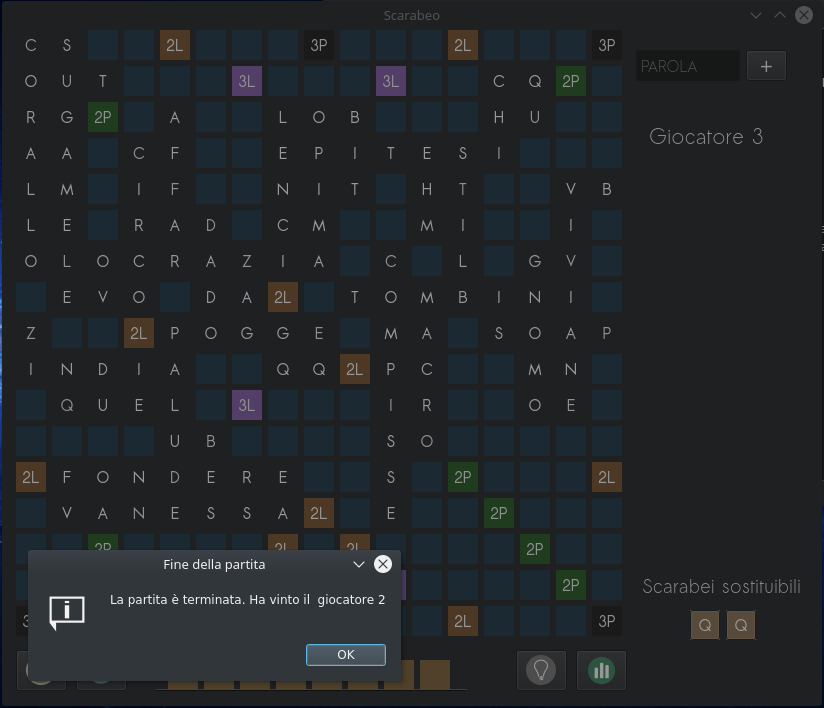 Scarabeo
C S 2L 3P 2L 3P
O U T 3L 3L C Q 2P
PAROLA +
R G 2P A L O B H U
Giocatore 3
A A C F E P I T E S I
L M I F N I T H T V B
L E R A D C M M I I
O L O C R A Z I A C L G V
E V O D A 2L T O M B I N I
Z 2L P O G G E M A S O A P
I N D I A Q Q 2L P C M N
Q U E L 3L I R O E
U B S O
2L F O N D E R E S 2P 2L
V A N E S S A 2L E 2P
2P 2L 2L 2P
Fine della partita
La partita è terminata. Ha vinto il giocatore 2
OK
2P
Scarabei sostituibili
2L 3P
Q Q